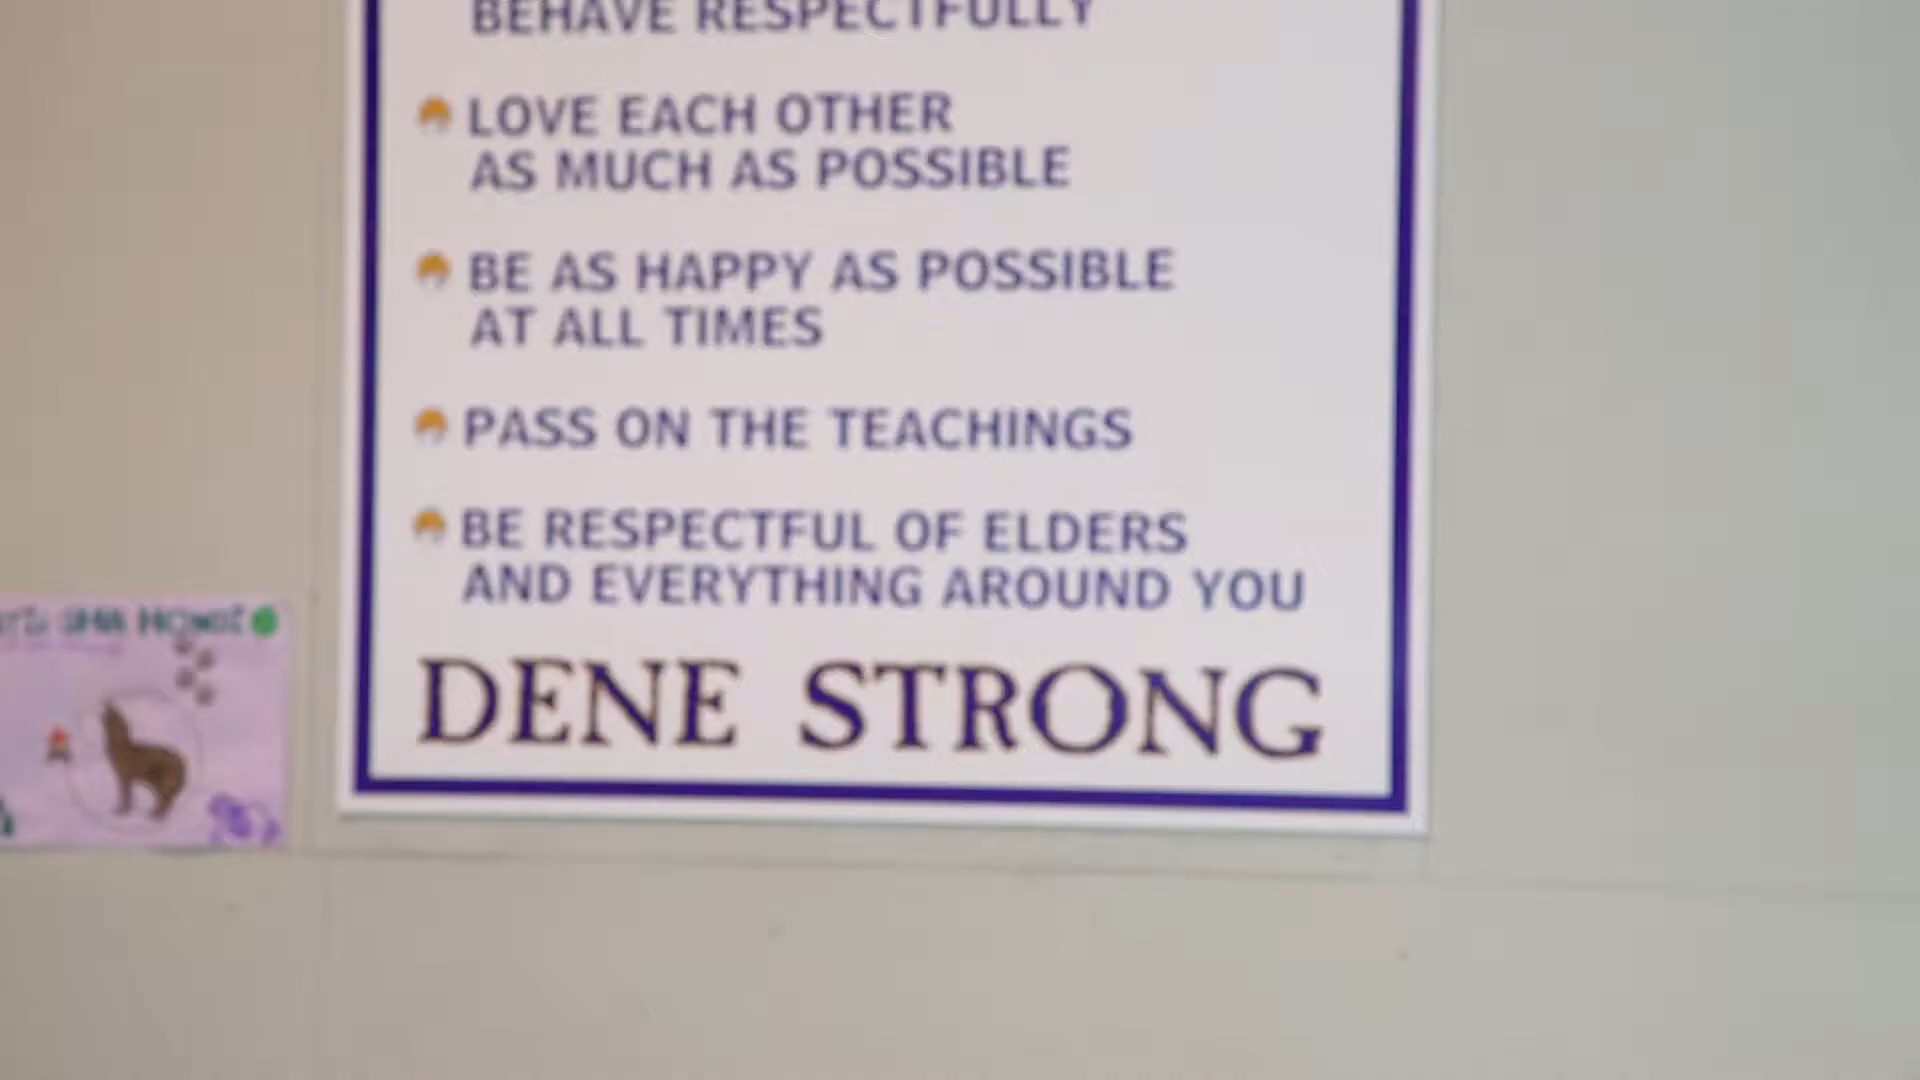 BEHAVE RESPECTFULLY
LOVE EACH OTHER
AS MUCH AS POSSIBLE
BE AS HAPPY AS POSSIBLE
AT ALL TIMES
PASS ON THE TEACHINGS
BE RESPECTFUL OF ELDERS
AND EVERYTHING AROUND YOU
DENE STRONG